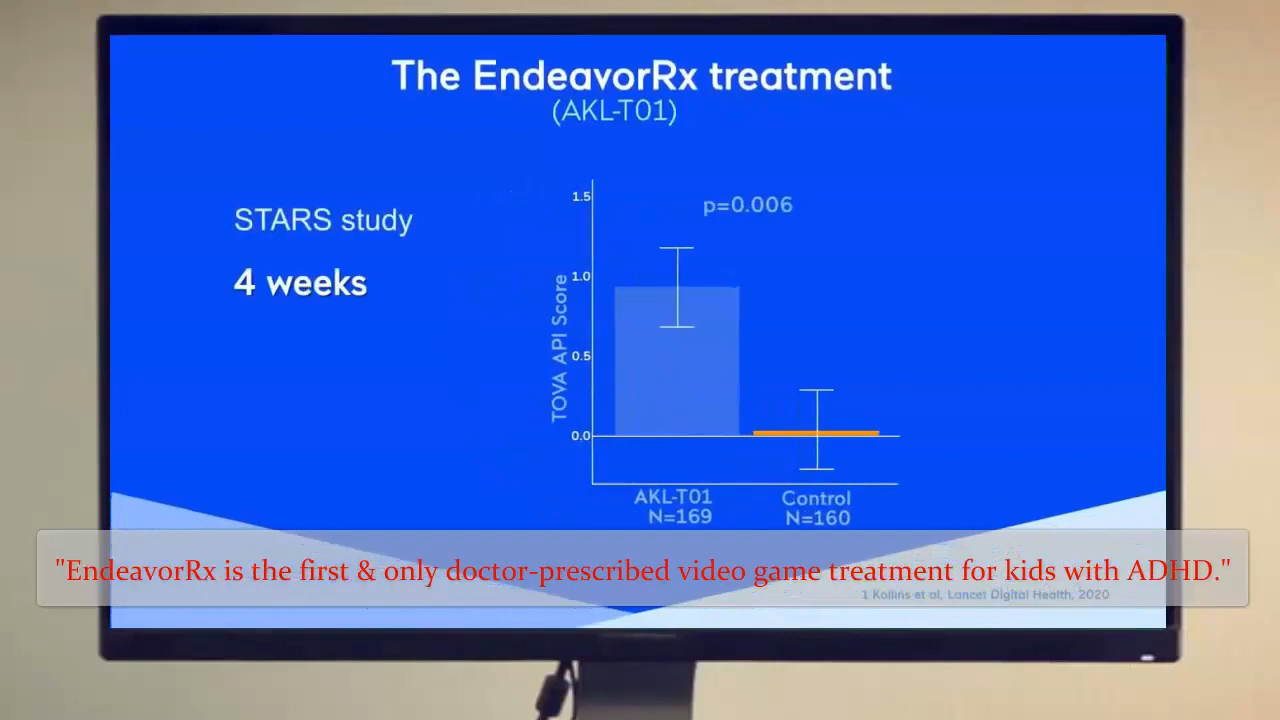 The EndeavorRx treatment
(AKL-T01)
STARS study
4 weeks
p=0.006
TOVA API Score
1.5
1.0
0.5
0.0
AKL-T01
N=169
Control
N=160
"EndeavorRx is the first & only doctor-prescribed video game treatment for kids with ADHD."
1 Kollins et al, Lancet Digital Health, 2020